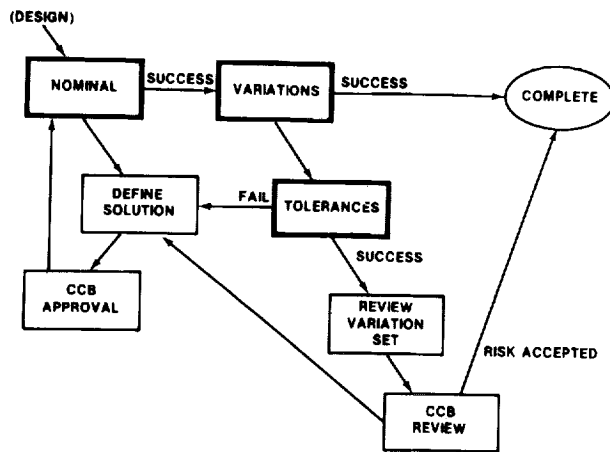 (DESIGN)
NOMINAL
SUCCESS
VARIATIONS
SUCCESS
COMPLETE
DEFINE
SOLUTION
FAIL
TOLERANCES
SUCCESS
CCB
APPROVAL
REVIEW
VARIATION
SET
RISK ACCEPTED
CCB
REVIEW